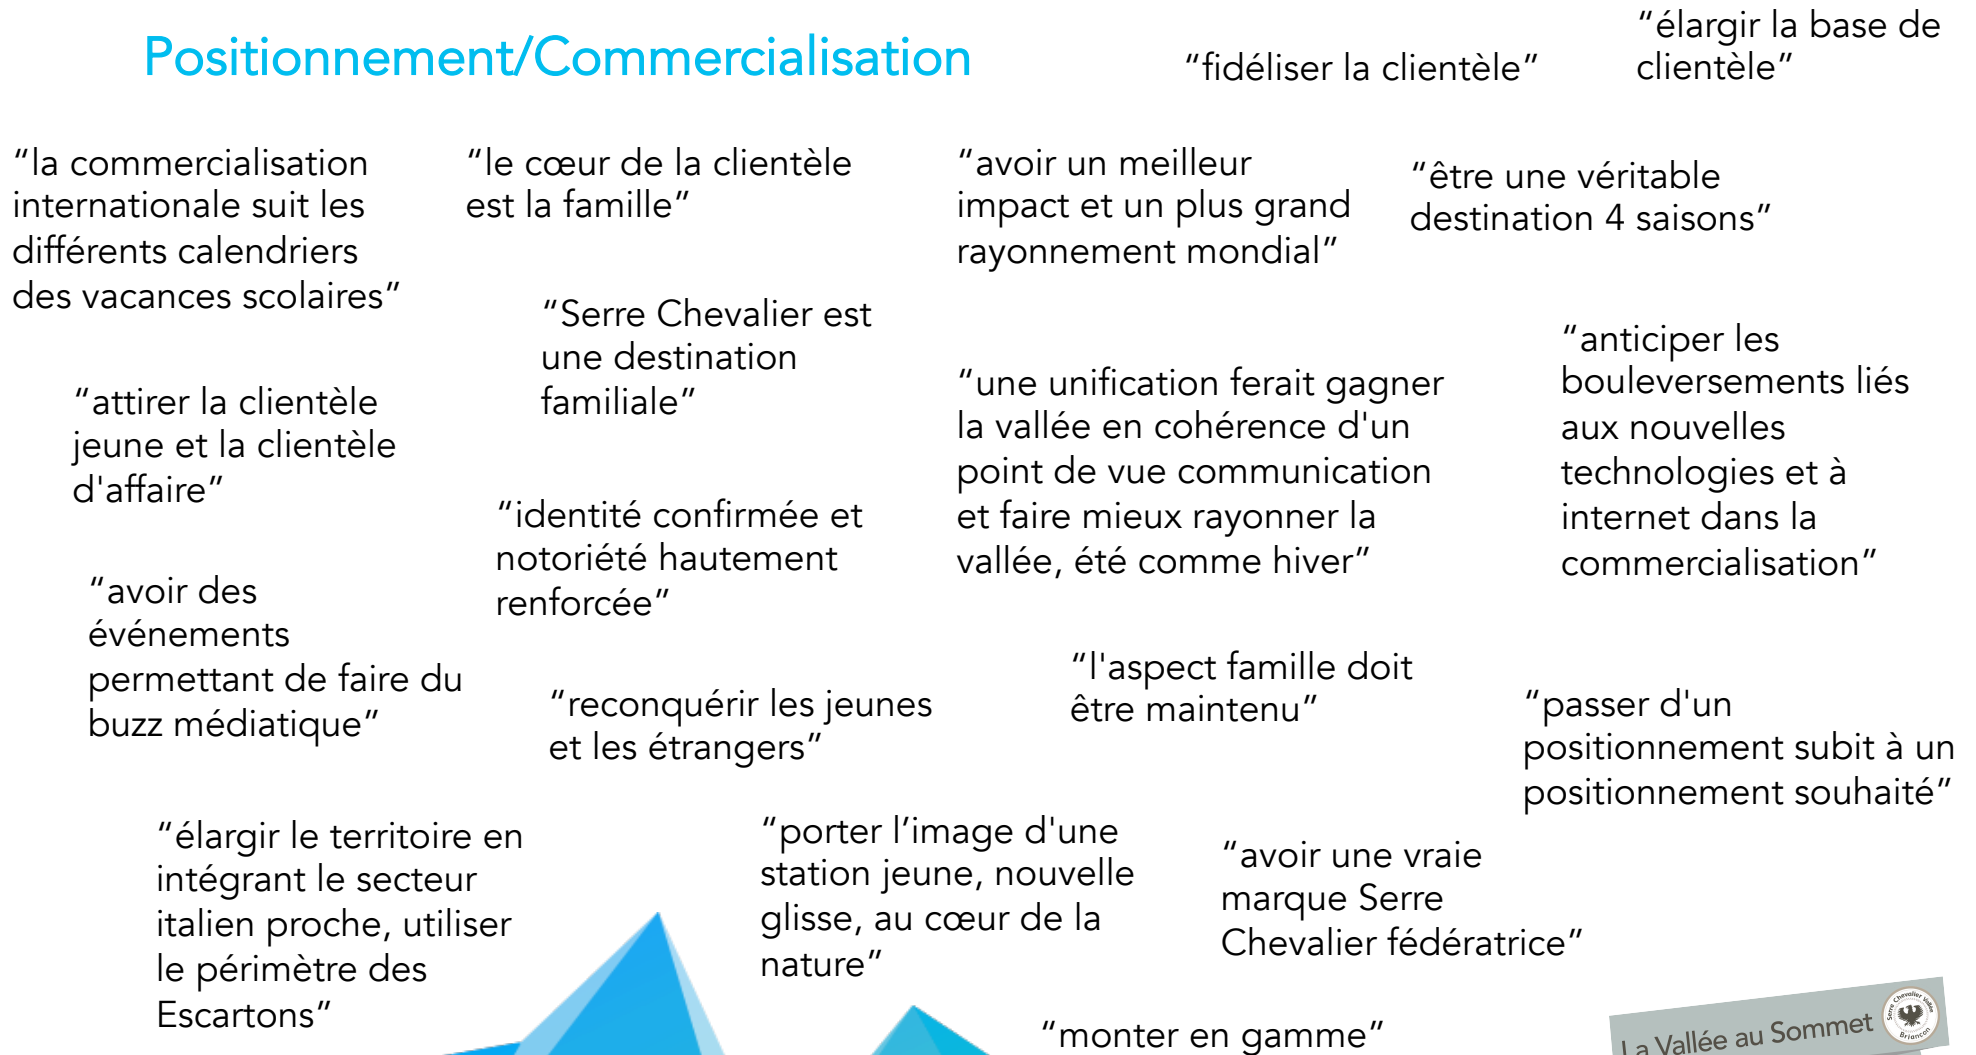 Positionnement/Commercialisation
“fidéliser la clientèle”
“élargir la base de
clientèle”
“la commercialisation
internationale suit les
différents calendriers
des vacances scolaires”
“le cœur de la clientèle
est la famille”
“avoir un meilleur
impact et un plus grand
rayonnement mondial”
“être une véritable
destination 4 saisons”
“Serre Chevalier est
une destination
familiale”
“attirer la clientèle
jeune et la clientèle
d'affaire”
“une unification ferait gagner
la vallée en cohérence d'un
point de vue communication
et faire mieux rayonner la
vallée, été comme hiver”
“anticiper les
bouleversements liés
aux nouvelles
technologies et à
internet dans la
commercialisation”
“identité confirmée et
notoriété hautement
renforcée”
“avoir des
événements
permettant de faire du
buzz médiatique”
“reconquérir les jeunes
et les étrangers”
“l'aspect famille doit
être maintenu”
“passer d'un
positionnement subit à un
positionnement souhaité”
“élargir le territoire en
intégrant le secteur
italien proche, utiliser
le périmètre des
Escartons”
“porter l’image d'une
station jeune, nouvelle
glisse, au cœur de la
nature”
“avoir une vraie
marque Serre
Chevalier fédératrice”
“monter en gamme”
La Vallée au Sommet
Serre Chevalier Vallée
Briançon